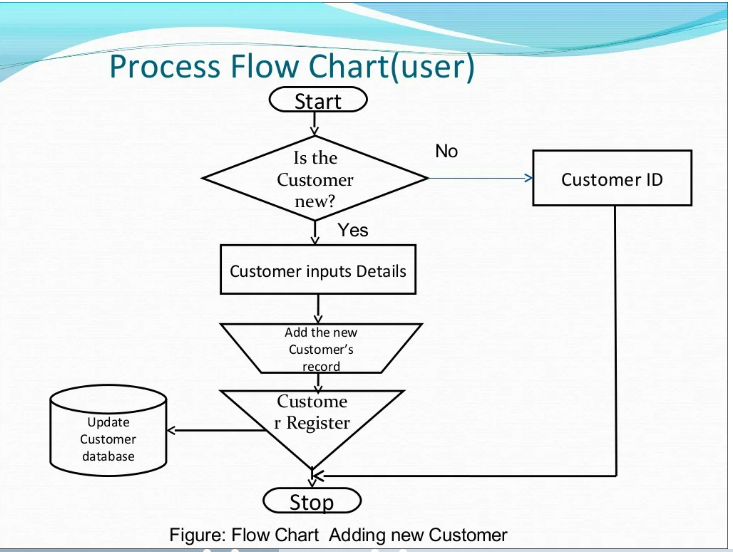 Process Flow Chart(user)
Start
Is the
Customer
new?
No
Customer ID
Yes
Customer inputs Details
Add the new
Customer's
record
Custome
r Register
Update
Customer
database
Stop
Figure: Flow Chart  Adding new Customer